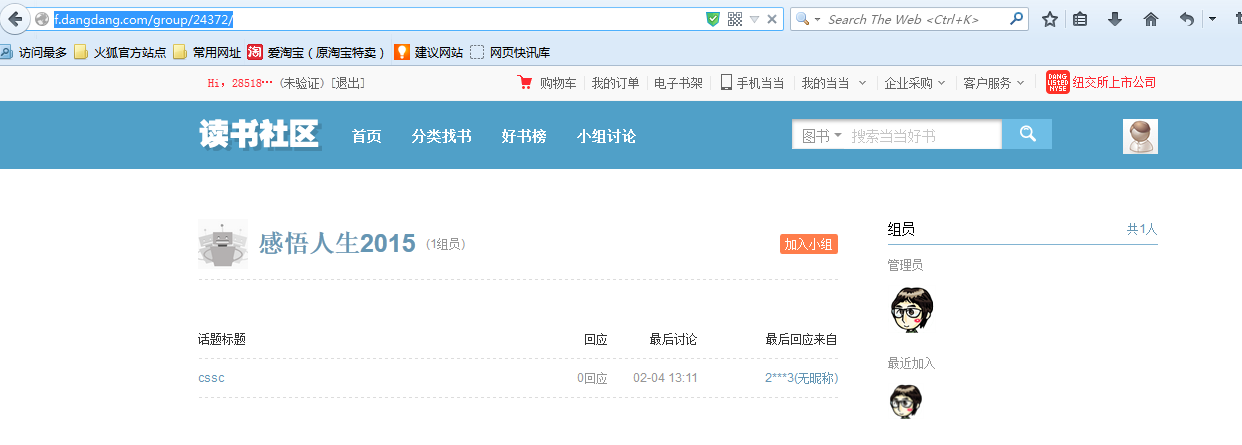 f.dangdang.com/group/24372/
Search The Web <Ctrl+K>
访问最多 火狐官方站点 常用网址 淘 爱淘宝（原淘宝特卖） 建议网站 网页快讯库
Hi，28518··· (未验证) [退出] 购物车 我的订单 电子书架 手机当当 我的当当 企业采购 客户服务 DANG LISTED NYSE 纽交所上市公司
读书社区 首页 分类找书 好书榜 小组讨论 图书 搜索当当好书
感悟人生2015 (1组员) 加入小组
组员 共1人
管理员
话题标题 回应 最后讨论 最后回应来自
最近加入
cssc 0回应 02-04 13:11 2***3(无昵称)